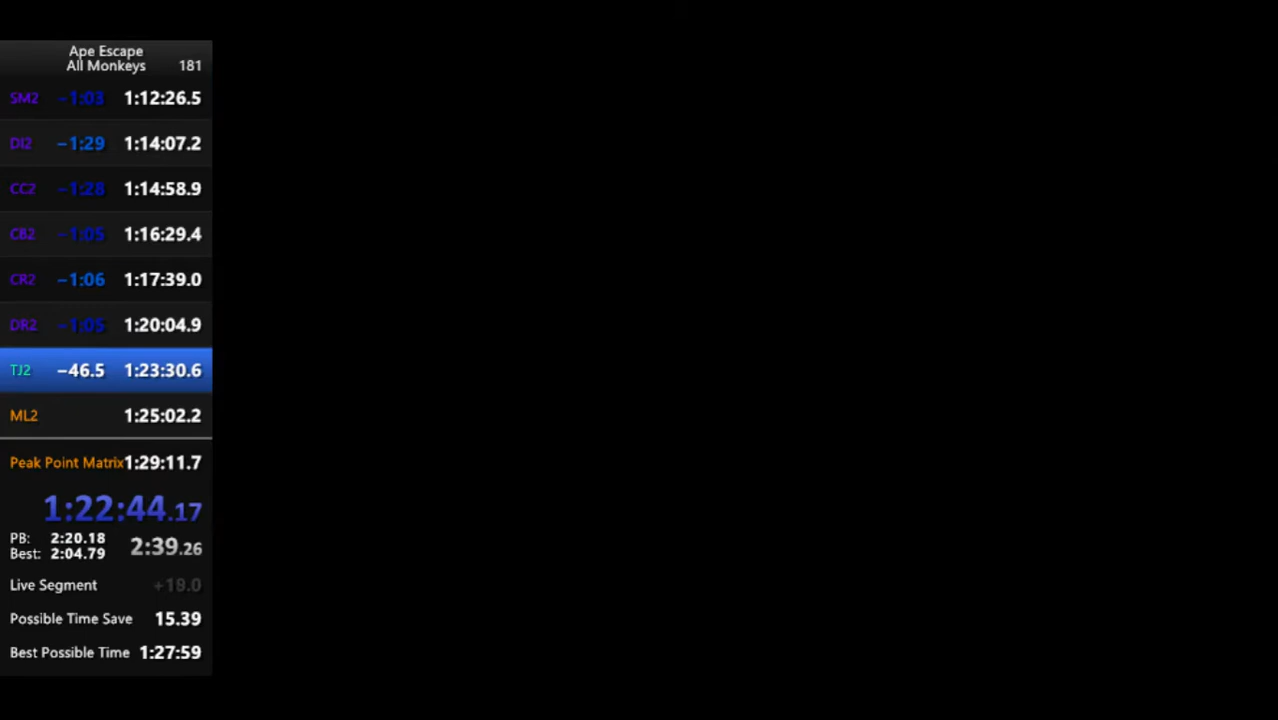 Ape Escape
All Monkeys 181
SM2 −1:03 1:12:26.5
DI2 −1:29 1:14:07.2
CC2 −1:28 1:14:58.9
CB2 −1:05 1:16:29.4
CR2 −1:06 1:17:39.0
DR2 −1:05 1:20:04.9
TJ2 −46.5 1:23:30.6
ML2 1:25:02.2
Peak Point Matrix 1:29:11.7
1:22:44.17
PB: 2:20.18
Best: 2:04.79
2:39.26
Live Segment +18.0
Possible Time Save 15.39
Best Possible Time 1:27:59